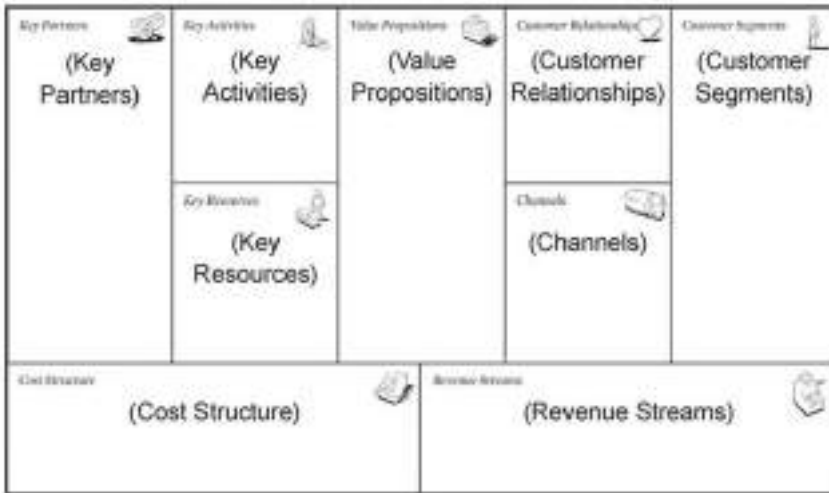 Key Partners
(Key
Partners)
Key Activities
(Key
Activities)
Value Propositions
(Value
Propositions)
Customer Relationships
(Customer
Relationships)
Customer Segments
(Customer
Segments)
Key Resources
(Key
Resources)
Channels
(Channels)
Cost Structure
(Cost Structure)
Revenue Streams
(Revenue Streams)